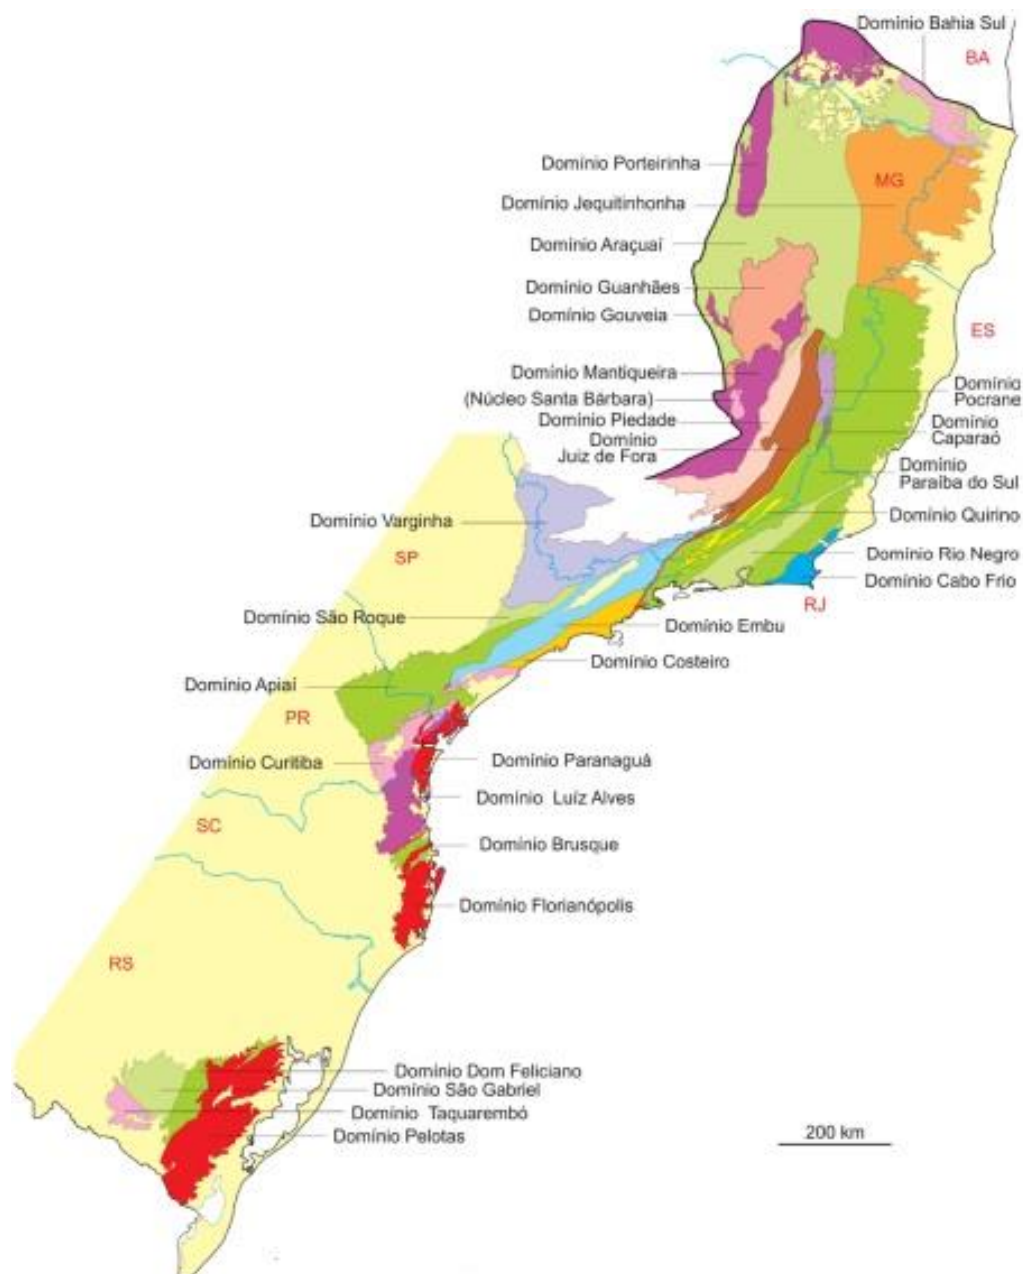 Domínio Bahia Sul
BA
Domínio Porteirinha
MG
Domínio Jequitinhonha
Domínio Araçuaí
Domínio Guanhães
Domínio Gouveia
ES
Domínio Mantiqueira
(Núcleo Santa Bárbara)
Domínio
Pocrane
Domínio Piedade
Domínio
Caparaó
Domínio
Juiz de Fora
Domínio
Paraíba do Sul
Domínio Quirino
Domínio Varginha
SP
Domínio Rio Negro
Domínio Cabo Frio
RJ
Domínio São Roque
Domínio Embu
Domínio Costeiro
Domínio Apiaí
PR
Domínio Curitiba
Domínio Paranaguá
Domínio Luíz Alves
SC
Domínio Brusque
Domínio Florianópolis
RS
Domínio Dom Feliciano
Domínio São Gabriel
Domínio Taquarembó
Domínio Pelotas
200 km